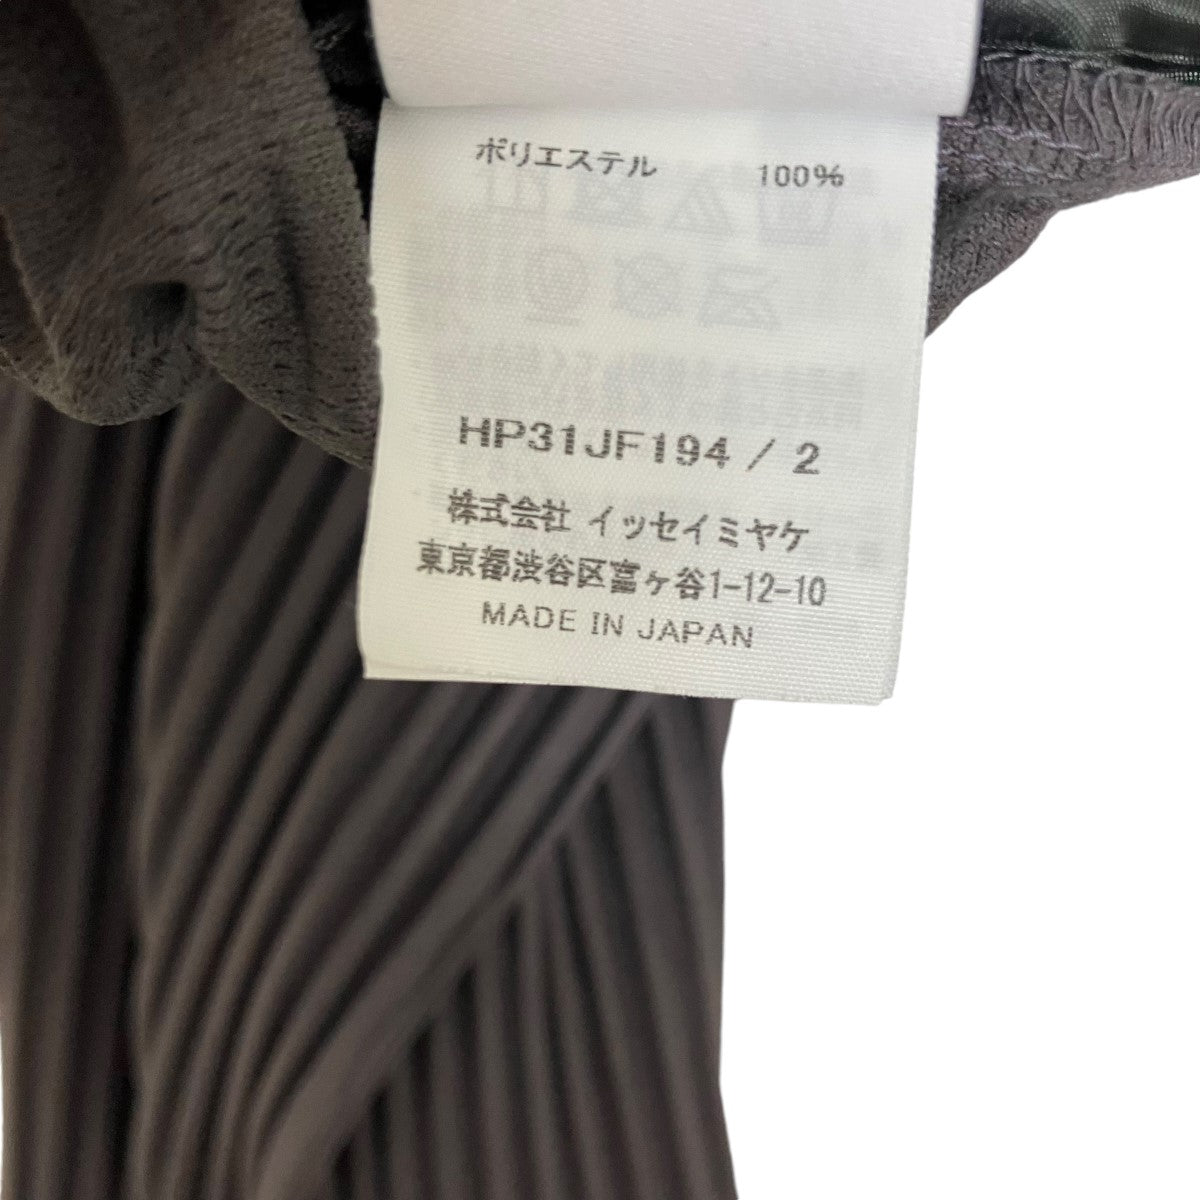 ポリエステル 100%
HP31JF194 / 2
株式会社 イッセイミヤケ
東京都渋谷区富ヶ谷1-12-10
MADE IN JAPAN